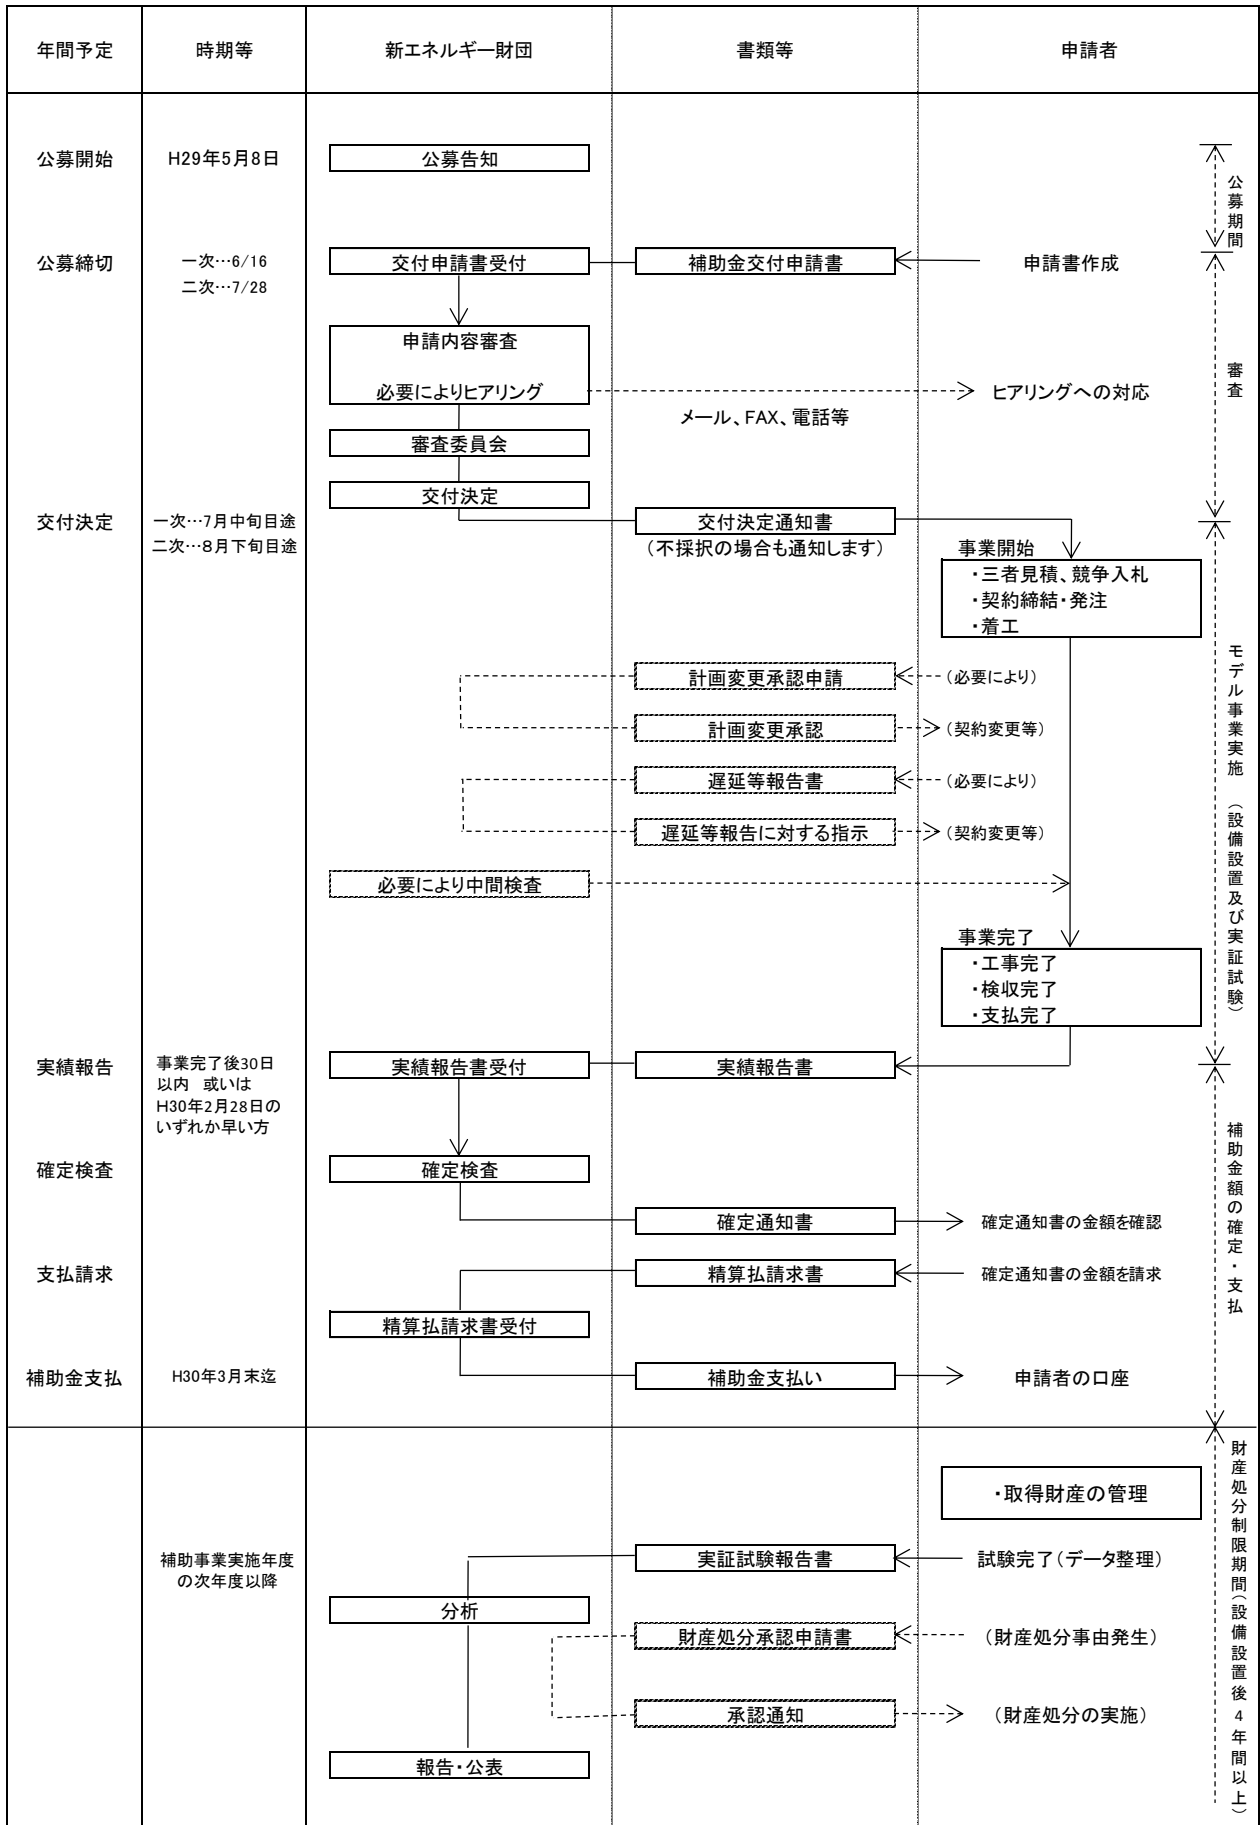 年間予定
時期等
新エネルギー財団
書類等
申請者
公募開始
H29年5月8日
公募告知
公募期間
公募締切
一次…6/16
二次…7/28
交付申請書受付
補助金交付申請書
申請書作成
申請内容審査
必要によりヒアリング
ヒアリングへの対応
メール、FAX、電話等
審査
審査委員会
交付決定
交付決定
一次…7月中旬目途
二次…8月下旬目途
交付決定通知書
（不採択の場合も通知します）
事業開始
・三者見積、競争入札
・契約締結・発注
・着工
計画変更承認申請
（必要により）
計画変更承認
（契約変更等）
遅延等報告書
（必要により）
遅延等報告に対する指示
（契約変更等）
必要により中間検査
モデル事業実施　（設備設置及び実証試験）
事業完了
・工事完了
・検収完了
・支払完了
実績報告
事業完了後30日
以内　或いは
H30年2月28日の
いずれか早い方
実績報告書受付
実績報告書
確定検査
確定検査
確定通知書
確定通知書の金額を確認
補助金額の確定・支払
支払請求
精算払請求書
確定通知書の金額を請求
精算払請求書受付
補助金支払
H30年3月末迄
補助金支払い
申請者の口座
・取得財産の管理
財産処分制限期間（設備設置後4年間以上）
補助事業実施年度
の次年度以降
実証試験報告書
試験完了（データ整理）
分析
財産処分承認申請書
（財産処分事由発生）
承認通知
（財産処分の実施）
報告・公表